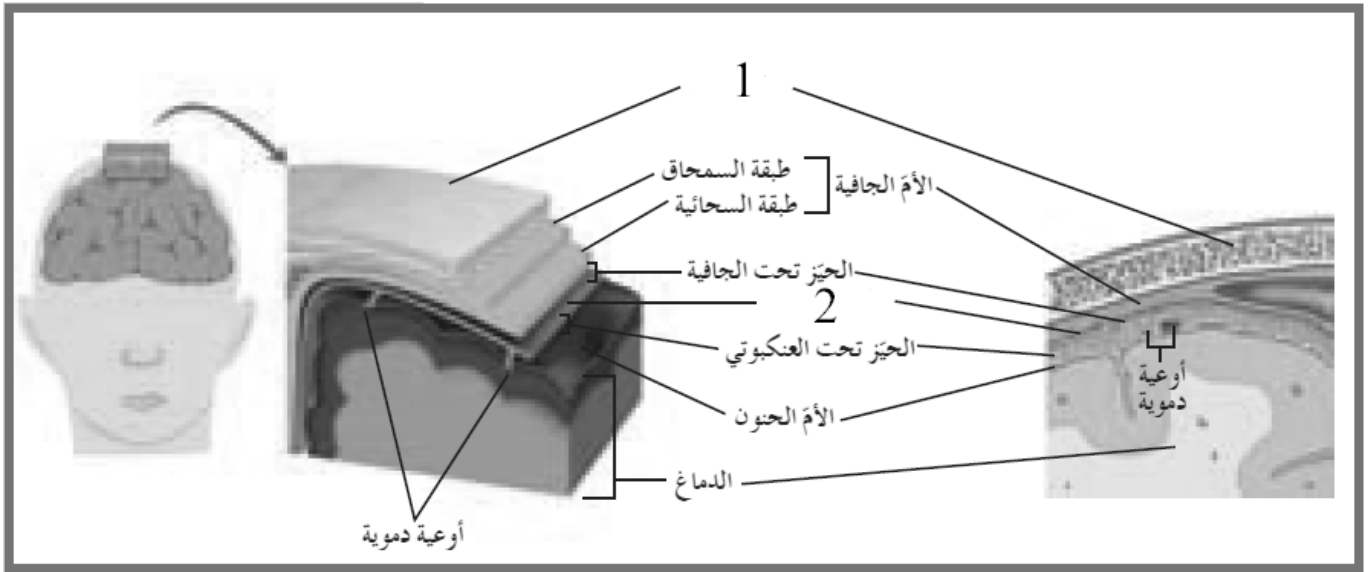 1
طبقة السمحاق
الأمّ الجافية
طبقة السحائية
الحيّز تحت الجافية
2
الحيّز تحت العنكبوتي
أوعية
دموية
الأمّ الحنون
الدماغ
أوعية دموية